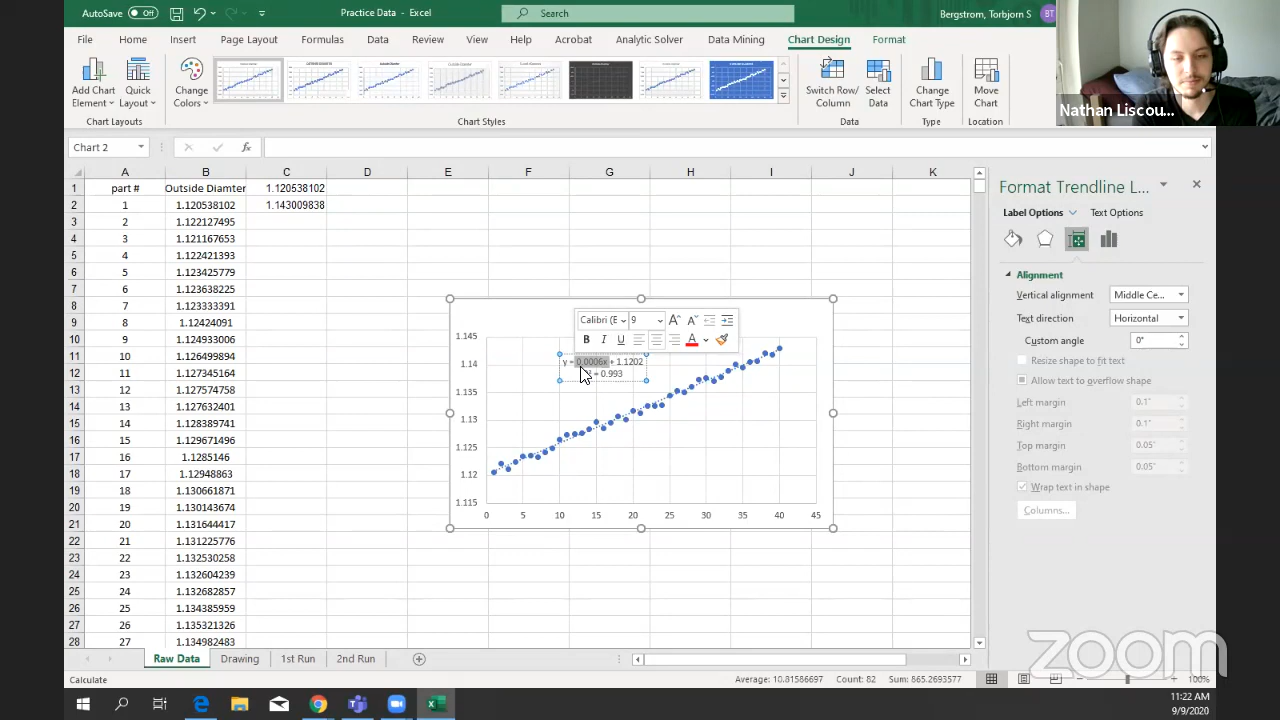 AutoSave Off
Practice Data - Excel
Search
Bergstrom, Torbjorn S BT
File Home Insert Page Layout Formulas Data Review View Help Acrobat Analytic Solver Data Mining Chart Design Format
Add Chart Element
Quick Layout
Change Colors
Switch Row/ Column
Select Data
Change Chart Type
Move Chart
Chart Layouts Chart Styles Data Type Location
Nathan Liscou...
Chart 2 fx
A B C D E F G H I J K
1 part # Outside Diamter 1.120538102
2 1 1.120538102 1.143009838
3 2 1.122127495
4 3 1.121167653
5 4 1.122421393
6 5 1.123425779
7 6 1.123638225
8 7 1.123333391
9 8 1.12424091
10 9 1.124933006
11 10 1.126499894
12 11 1.127345164
13 12 1.127574758
14 13 1.127632401
15 14 1.128389741
16 15 1.129671496
17 16 1.1285146
18 17 1.12948863
19 18 1.130661871
20 19 1.130143674
21 20 1.131644417
22 21 1.131225776
23 22 1.132530258
24 23 1.132604239
25 24 1.132682857
26 25 1.134385959
27 26 1.135321326
28 27 1.134982483
Calibri (E 9 A A
B I U A
y = 0.0006x + 1.1202
= 0.993
1.145
1.14
1.135
1.13
1.125
1.12
1.115
0 5 10 15 20 25 30 35 40 45
Format Trendline L...
Label Options Text Options
Alignment
Vertical alignment Middle Ce...
Text direction Horizontal
Custom angle 0°
Resize shape to fit text
Allow text to overflow shape
Left margin 0.1"
Right margin 0.1"
Top margin 0.05"
Bottom margin 0.05"
Wrap text in shape
Columns...
zoom
Raw Data Drawing 1st Run 2nd Run
Calculate
Average: 10.81586697 Count: 82 Sum: 865.2693577
100%
11:22 AM
9/9/2020